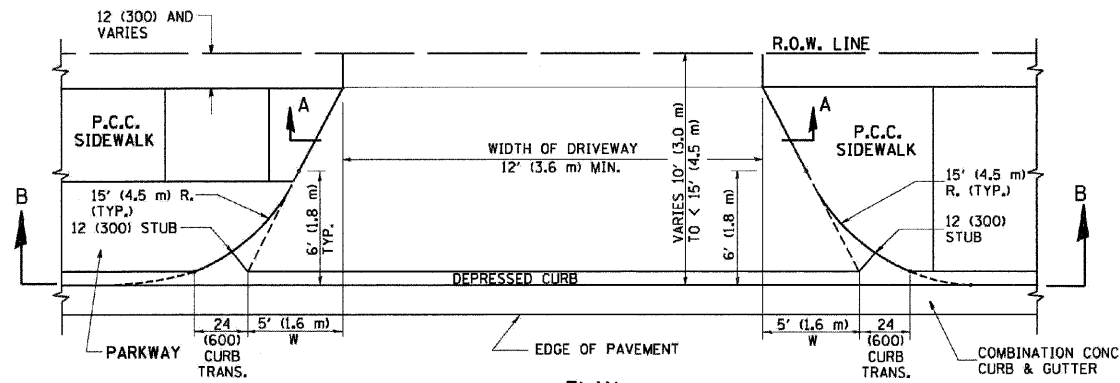 12 (300) AND
VARIES
R.O.W. LINE
P.C.C.
SIDEWALK
A
WIDTH OF DRIVEWAY
12' (3.6 m) MIN.
VARIES 10' (3.0 m)
TO < 15' (4.5 m)
A
P.C.C.
SIDEWALK
B
15' (4.5 m) R.
(TYP.)
12 (300) STUB
6' (1.8 m)
TYP.
6' (1.8 m)
15' (4.5 m)
R. (TYP.)
12 (300)
STUB
B
DEPRESSED CURB
24
(600)
CURB
TRANS.
5' (1.6 m)
W
PARKWAY
EDGE OF PAVEMENT
5' (1.6 m)
W
24
(600)
CURB
TRANS.
COMBINATION CONC
CURB & GUTTER